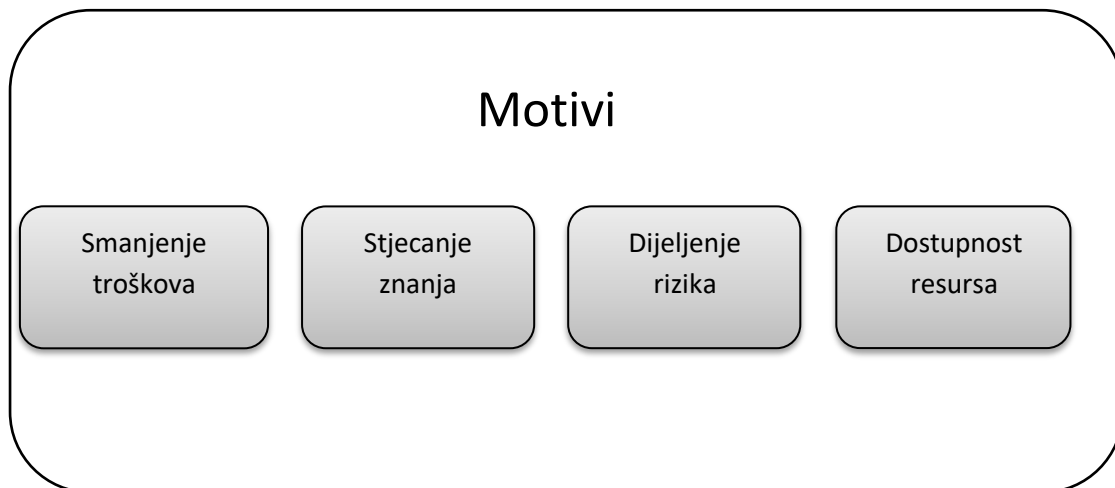 Motivi
Smanjenje
troškova
Stjecanje
znanja
Dijeljenje
rizika
Dostupnost
resursa